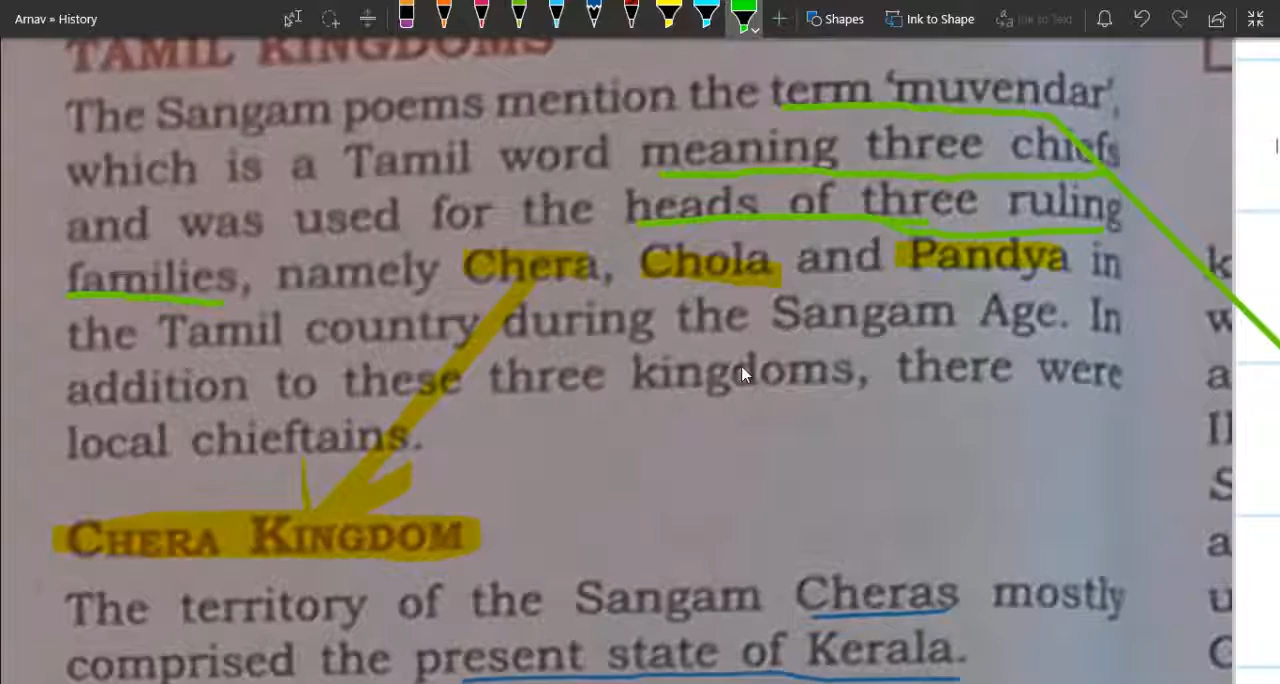 Arnav » History
Shapes
Ink to Shape
Ink to Text
TAMIL KINGDOMS
The Sangam poems mention the term ‘muvendar’,
which is a Tamil word meaning three chiefs
and was used for the heads of three ruling
families, namely Chera, Chola and Pandya in
the Tamil country during the Sangam Age. In
addition to these three kingdoms, there were
local chieftains.
CHERA KINGDOM
The territory of the Sangam Cheras mostly
comprised the present state of Kerala.